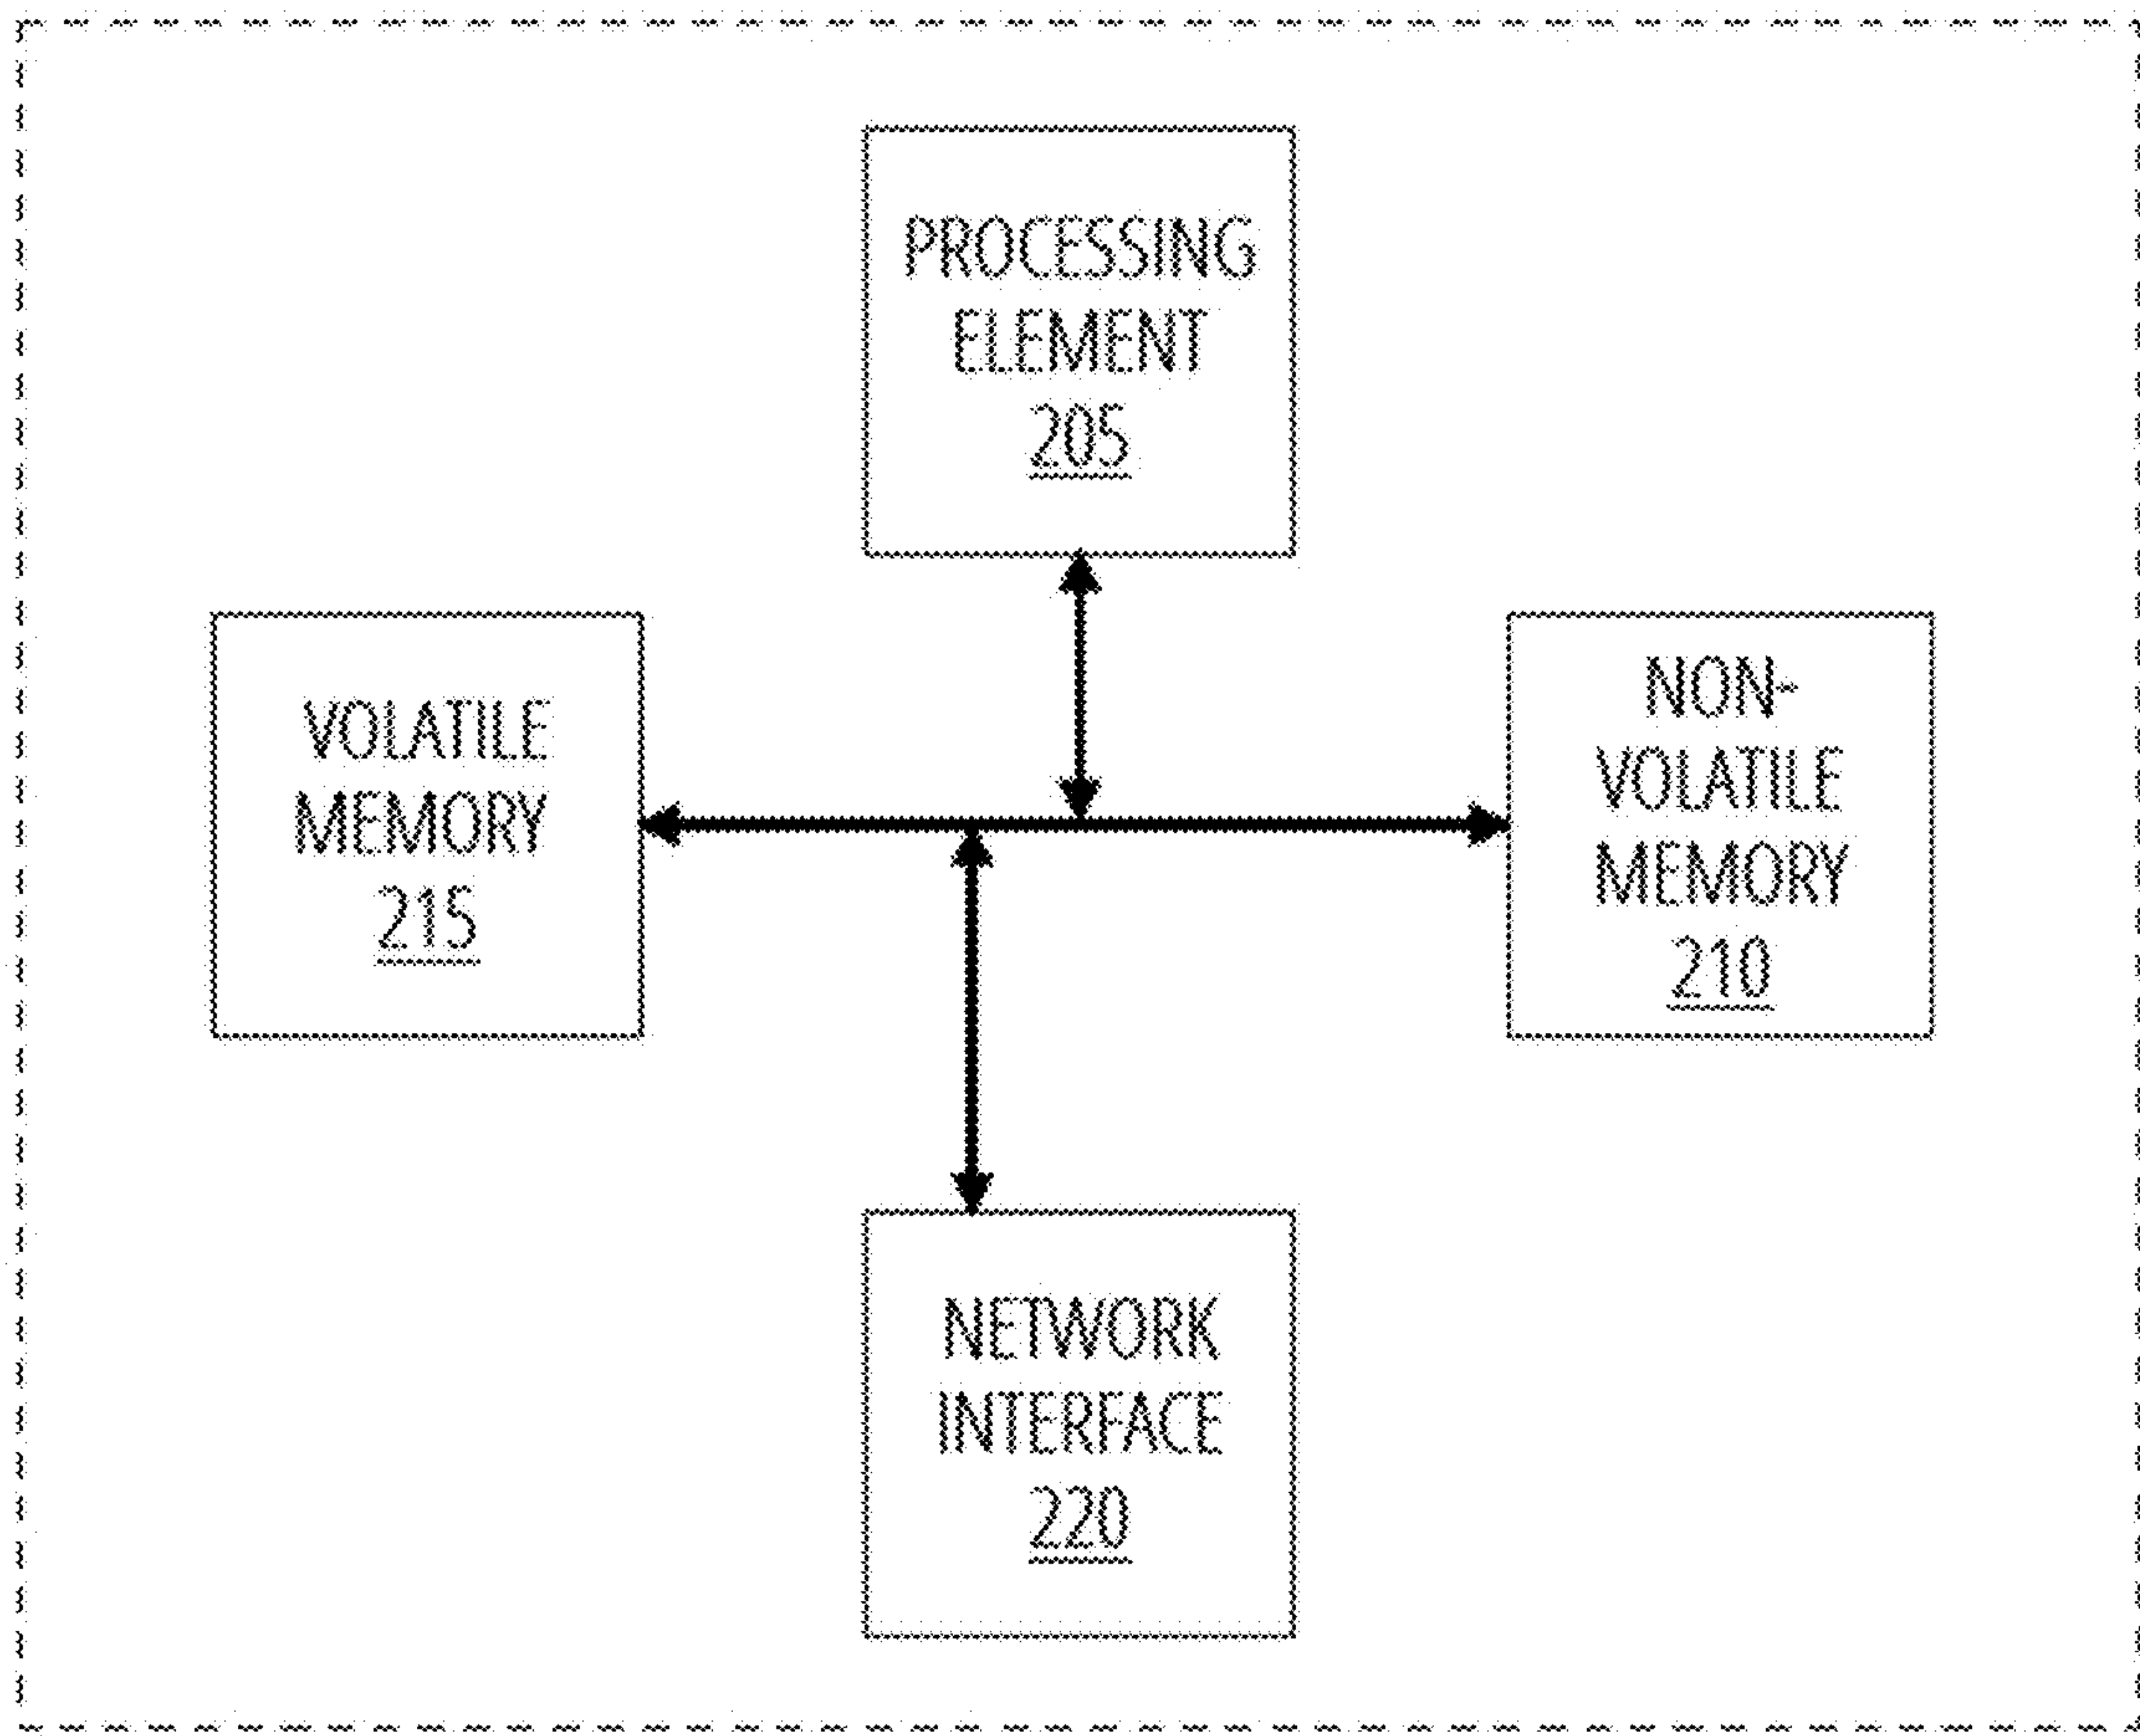 PROCESSING
ELEMENT
205
VOLATILE
MEMORY
215
NON-
VOLATILE
MEMORY
210
NETWORK
INTERFACE
220